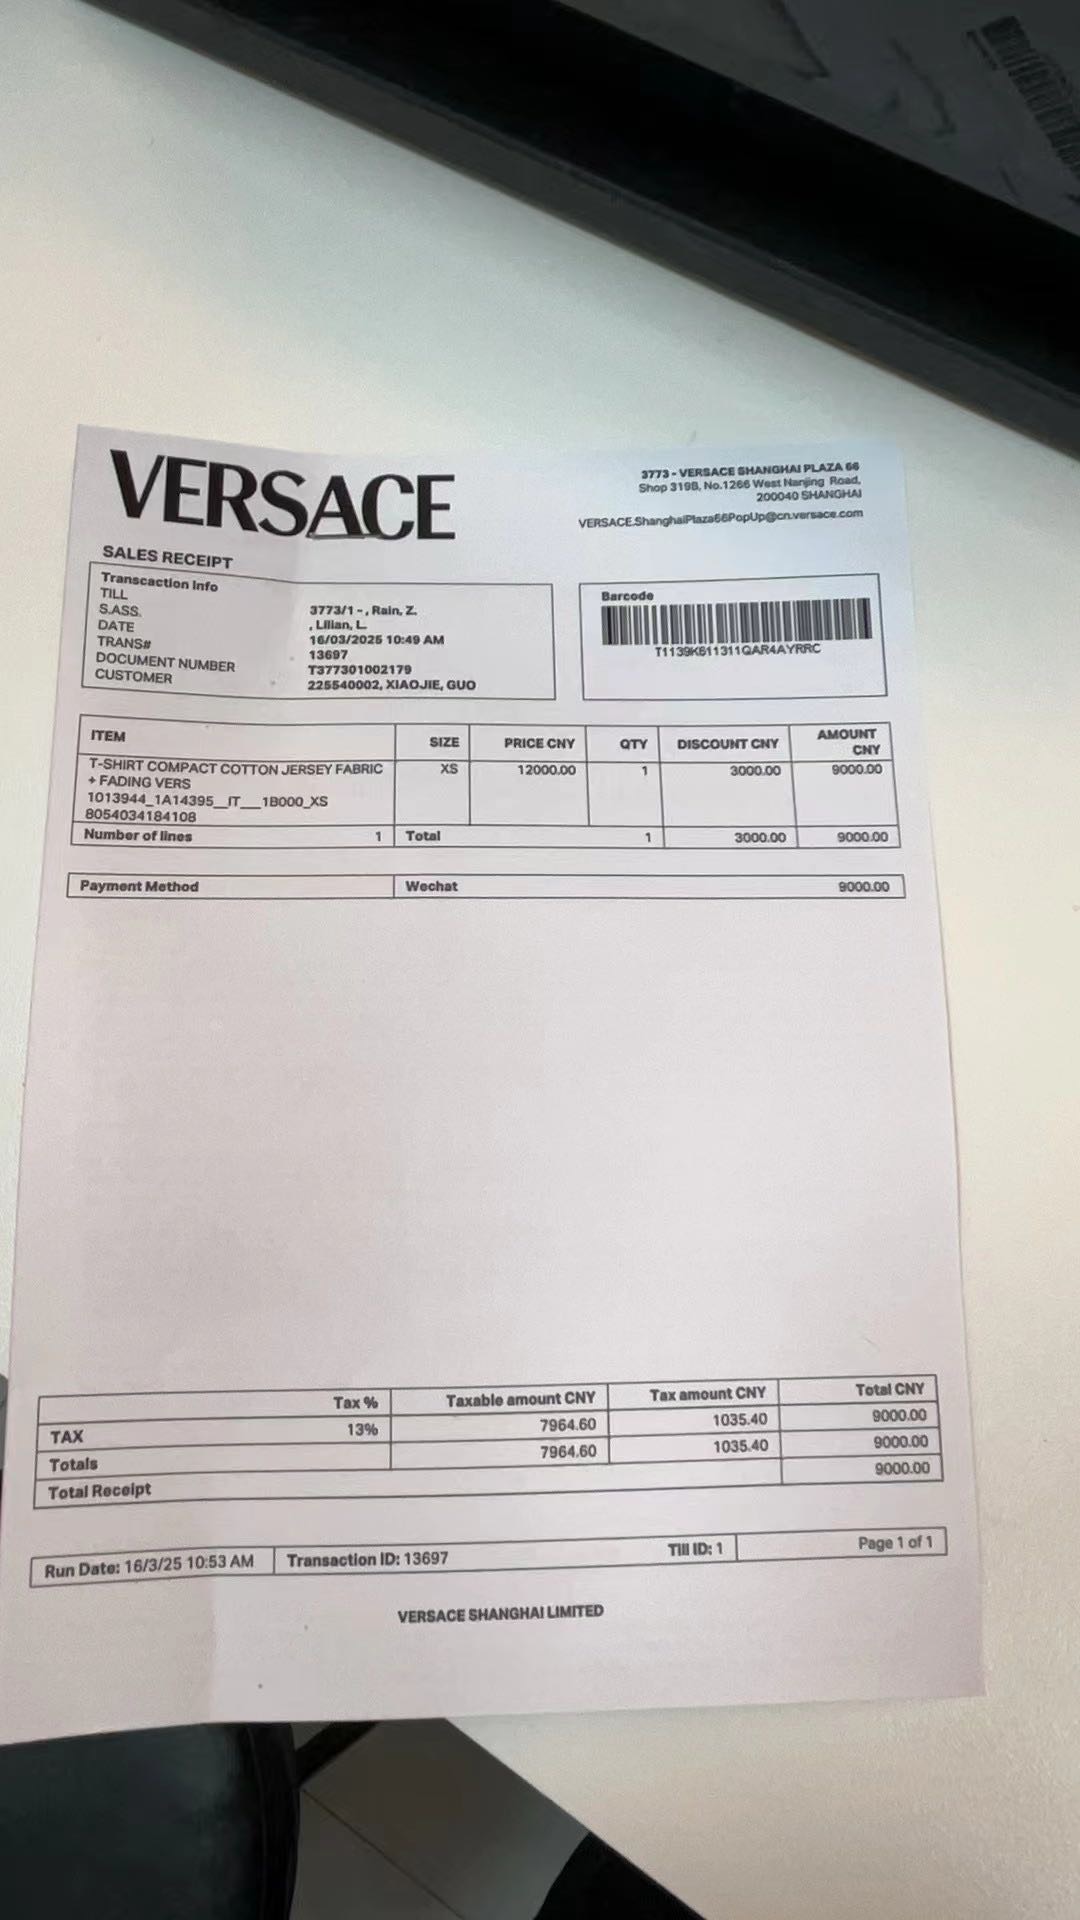 VERSACE
3773 - VERSACE SHANGHAI PLAZA 66
Shop 319B, No.1266 West Nanjing Road,
200040 SHANGHAI
VERSACE.ShanghaiPlaza66PopUp@cn.versace.com
SALES RECEIPT
Transcaction Info
TILL 3773/1 - , Rain, Z.
S.ASS. , Lilian, L.
DATE 16/03/2025 10:49 AM
TRANS# 13697
DOCUMENT NUMBER T377301002179
CUSTOMER 225540002, XIAOJIE, GUO
Barcode
T1139K611311QAR4AYRRC
ITEM SIZE PRICE CNY QTY DISCOUNT CNY AMOUNT CNY
T-SHIRT COMPACT COTTON JERSEY FABRIC XS 12000.00 1 3000.00 9000.00
+ FADING VERS
1013944_1A14395__IT___1B000_XS
8054034184108
Number of lines 1 Total 1 3000.00 9000.00
Payment Method Wechat 9000.00
Tax % Taxable amount CNY Tax amount CNY Total CNY
TAX 13% 7964.60 1035.40 9000.00
Totals 7964.60 1035.40 9000.00
Total Receipt 9000.00
Run Date: 16/3/25 10:53 AM Transaction ID: 13697 Till ID: 1 Page 1 of 1
VERSACE SHANGHAI LIMITED